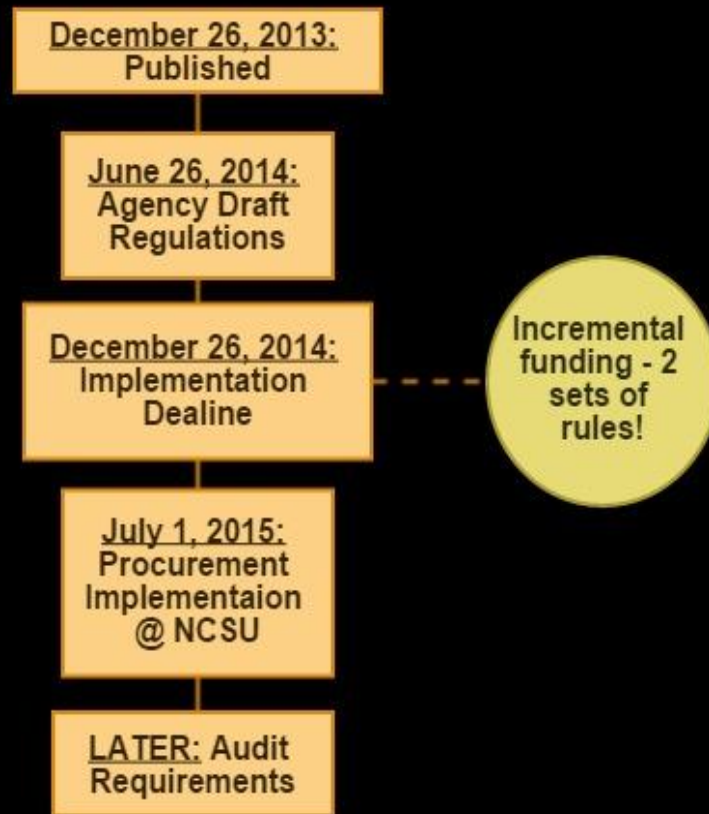 December 26, 2013:
Published
June 26, 2014:
Agency Draft
Regulations
December 26, 2014:
Implementation
Dealine
Incremental
funding - 2
sets of
rules!
July 1, 2015:
Procurement
Implementaion
@ NCSU
LATER: Audit
Requirements